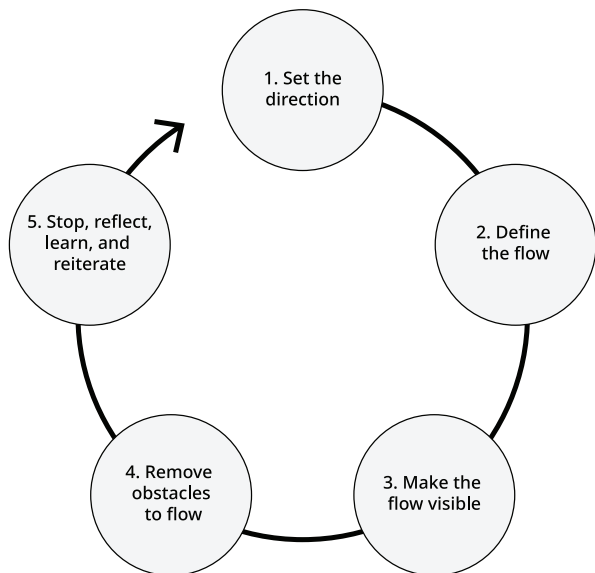 1. Set the
direction
2. Define
the flow
3. Make the
flow visible
4. Remove
obstacles
to flow
5. Stop, reflect,
learn, and
reiterate